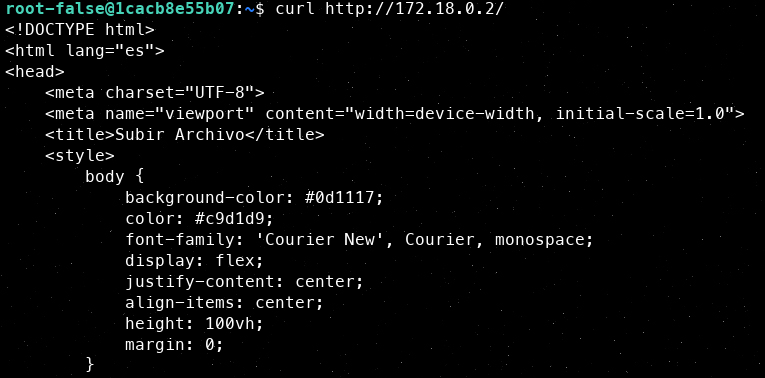 root-false@1cacb8e55b07:~$ curl http://172.18.0.2/
<!DOCTYPE html>
<html lang="es">
<head>
    <meta charset="UTF-8">
    <meta name="viewport" content="width=device-width, initial-scale=1.0">
    <title>Subir Archivo</title>
    <style>
        body {
            background-color: #0d1117;
            color: #c9d1d9;
            font-family: 'Courier New', Courier, monospace;
            display: flex;
            justify-content: center;
            align-items: center;
            height: 100vh;
            margin: 0;
        }